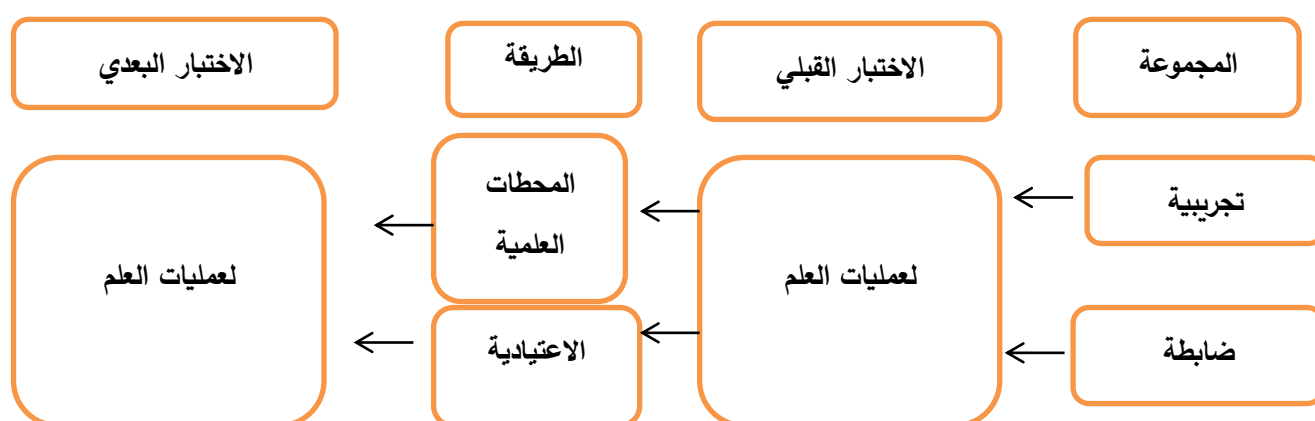 المجموعة
الاختبار القبلي
الطريقة
الاختبار البعدي
تجريبية
لعمليات العلم
المحطات
العلمية
لعمليات العلم
ضابطة
الاعتيادية